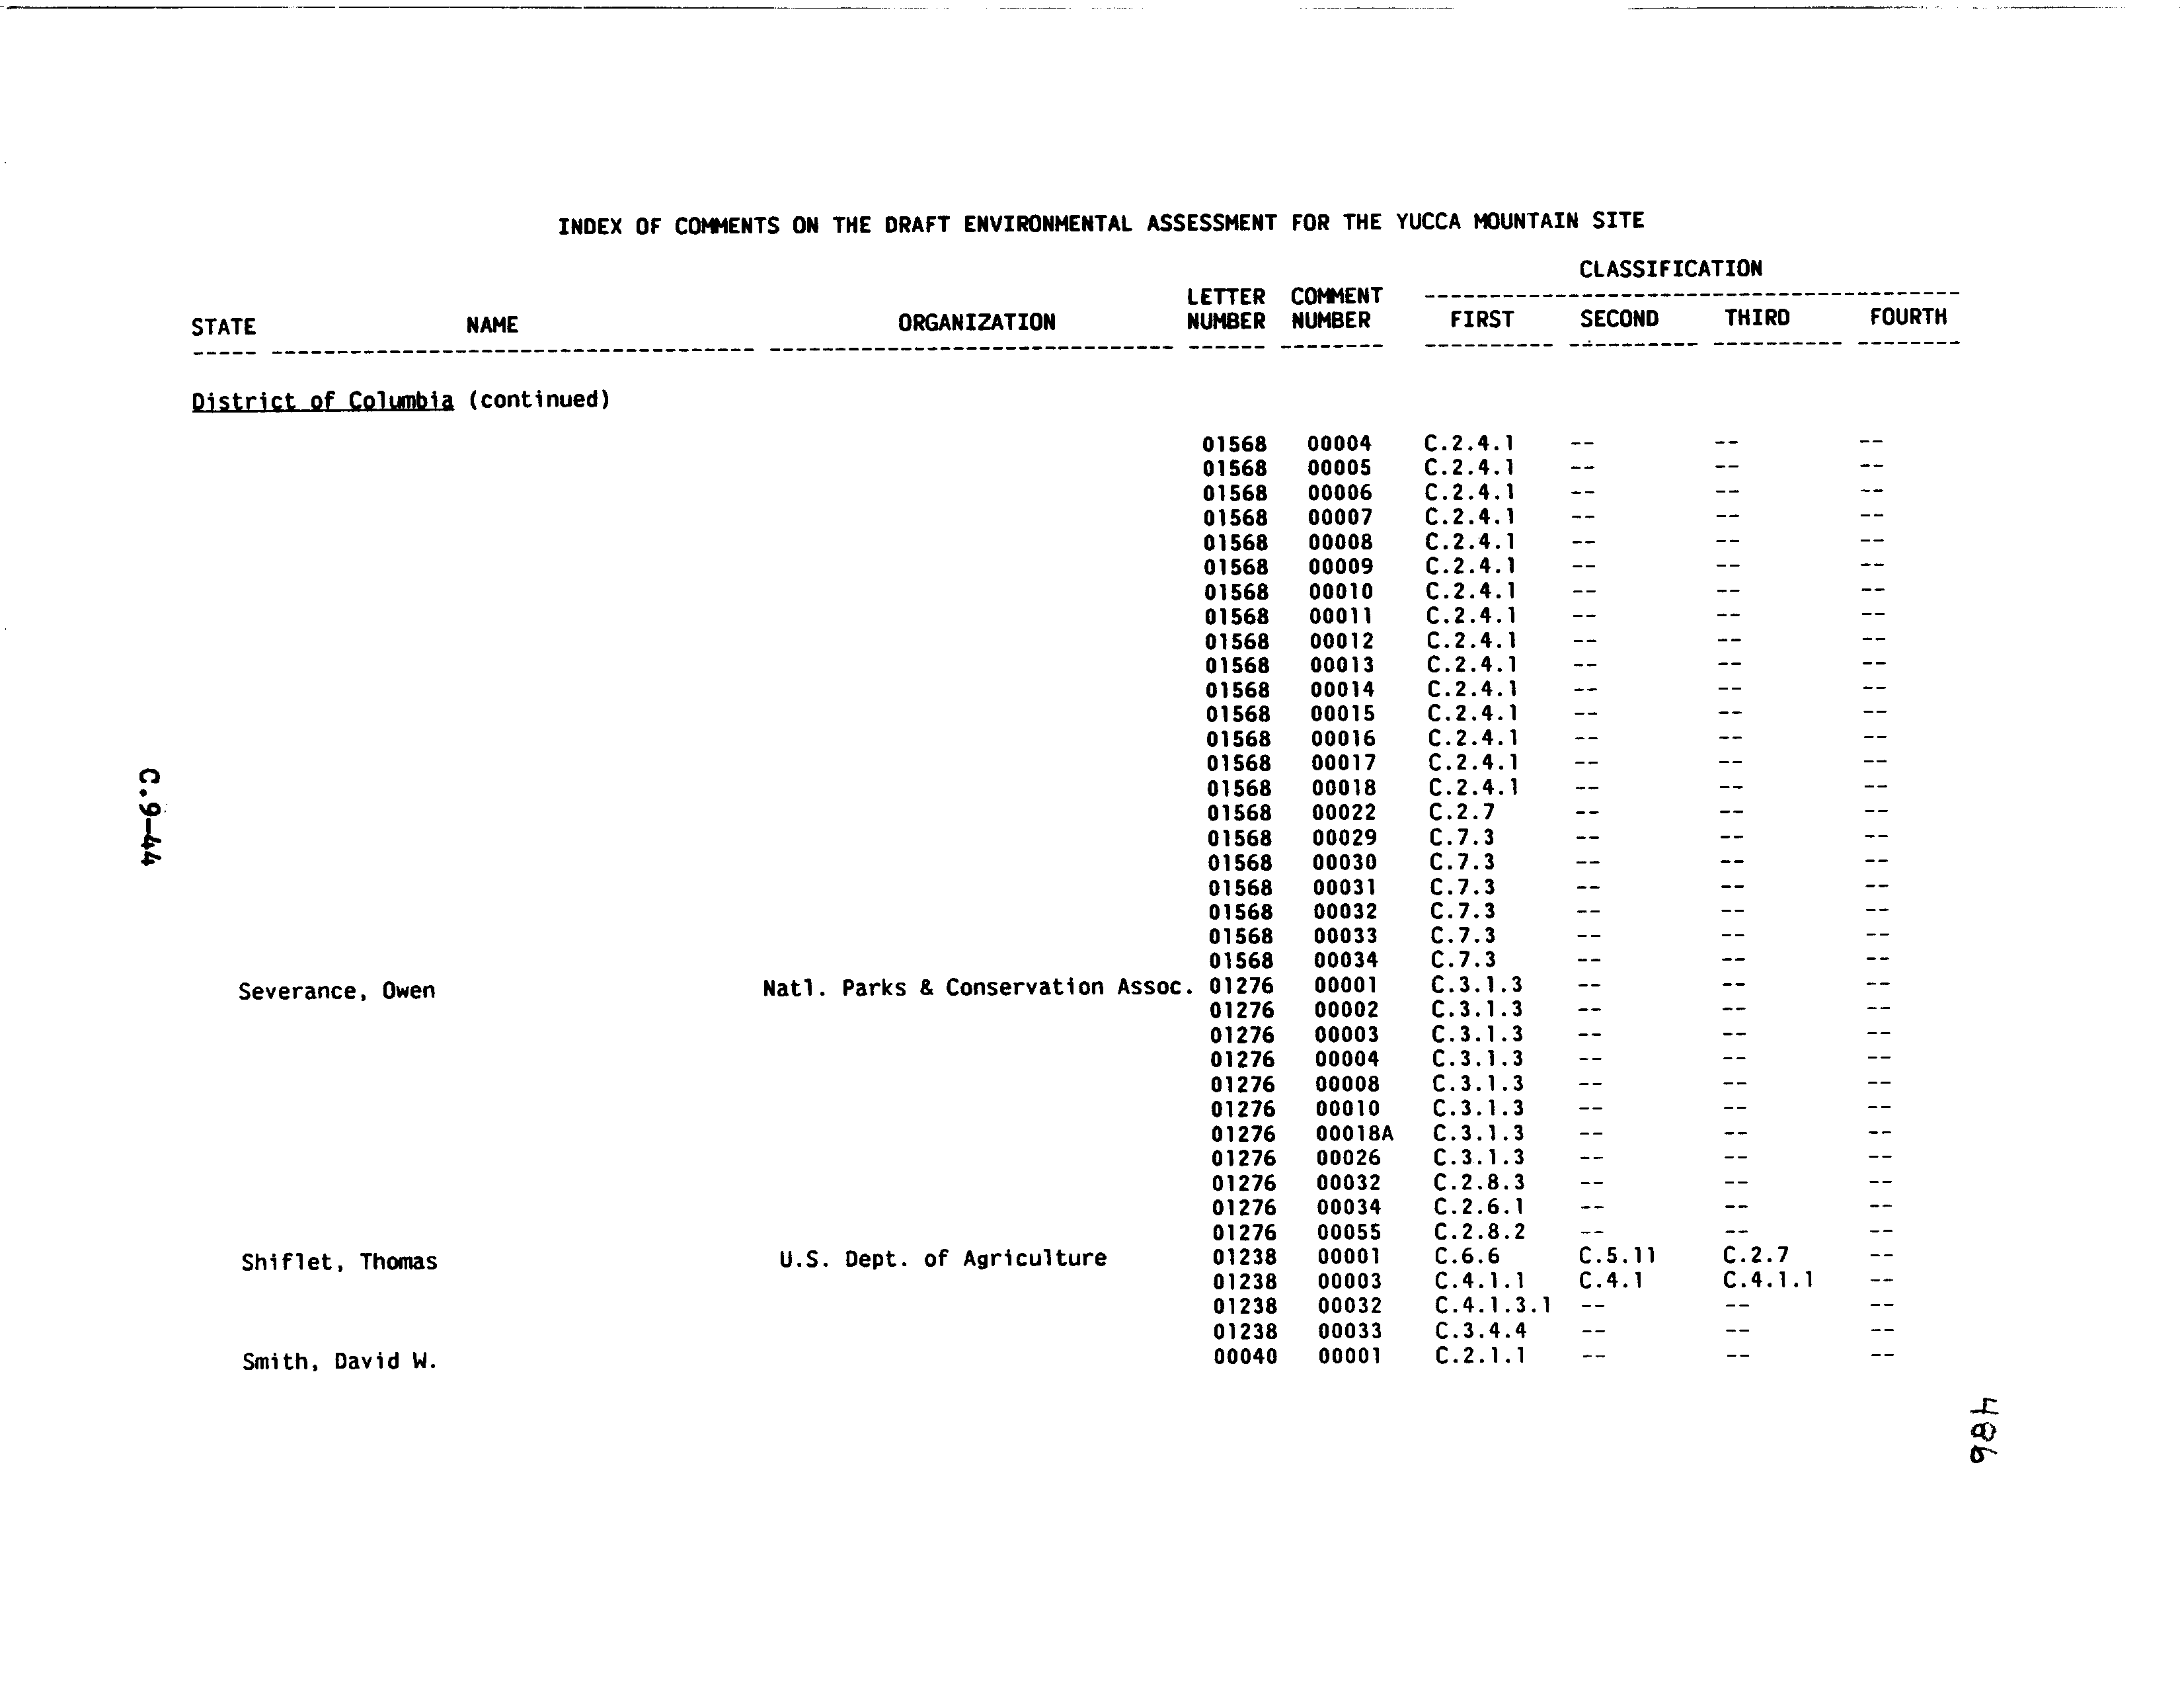 INDEX OF COMMENTS ON THE DRAFT ENVIRONMENTAL ASSESSMENT FOR THE YUCCA MOUNTAIN SITE
CLASSIFICATION
LETTER COMMENT ----------------------------------------
STATE NAME ORGANIZATION NUMBER NUMBER FIRST SECOND THIRD FOURTH
District of Columbia (continued)
01568 00004 C.2.4.1 -- -- --
01568 00005 C.2.4.1 -- -- --
01568 00006 C.2.4.1 -- -- --
01568 00007 C.2.4.1 -- -- --
01568 00008 C.2.4.1 -- -- --
01568 00009 C.2.4.1 -- -- --
01568 00010 C.2.4.1 -- -- --
01568 00011 C.2.4.1 -- -- --
01568 00012 C.2.4.1 -- -- --
01568 00013 C.2.4.1 -- -- --
01568 00014 C.2.4.1 -- -- --
01568 00015 C.2.4.1 -- -- --
01568 00016 C.2.4.1 -- -- --
01568 00017 C.2.4.1 -- -- --
01568 00018 C.2.4.1 -- -- --
01568 00022 C.2.7 -- -- --
01568 00029 C.7.3 -- -- --
01568 00030 C.7.3 -- -- --
01568 00031 C.7.3 -- -- --
01568 00032 C.7.3 -- -- --
01568 00033 C.7.3 -- -- --
01568 00034 C.7.3 -- -- --
Severance, Owen Natl. Parks & Conservation Assoc. 01276 00001 C.3.1.3 -- -- --
01276 00002 C.3.1.3 -- -- --
01276 00003 C.3.1.3 -- -- --
01276 00004 C.3.1.3 -- -- --
01276 00008 C.3.1.3 -- -- --
01276 00010 C.3.1.3 -- -- --
01276 00018A C.3.1.3 -- -- --
01276 00026 C.3.1.3 -- -- --
01276 00032 C.2.8.3 -- -- --
01276 00034 C.2.6.1 -- -- --
01276 00055 C.2.8.2 -- -- --
Shiflet, Thomas U.S. Dept. of Agriculture 01238 00001 C.6.6 C.5.11 C.2.7 --
01238 00003 C.4.1.1 C.4.1 C.4.1.1 --
01238 00032 C.4.1.3.1 -- -- --
01238 00033 C.3.4.4 -- -- --
Smith, David W. 00040 00001 C.2.1.1 -- -- --
C.9-44
486